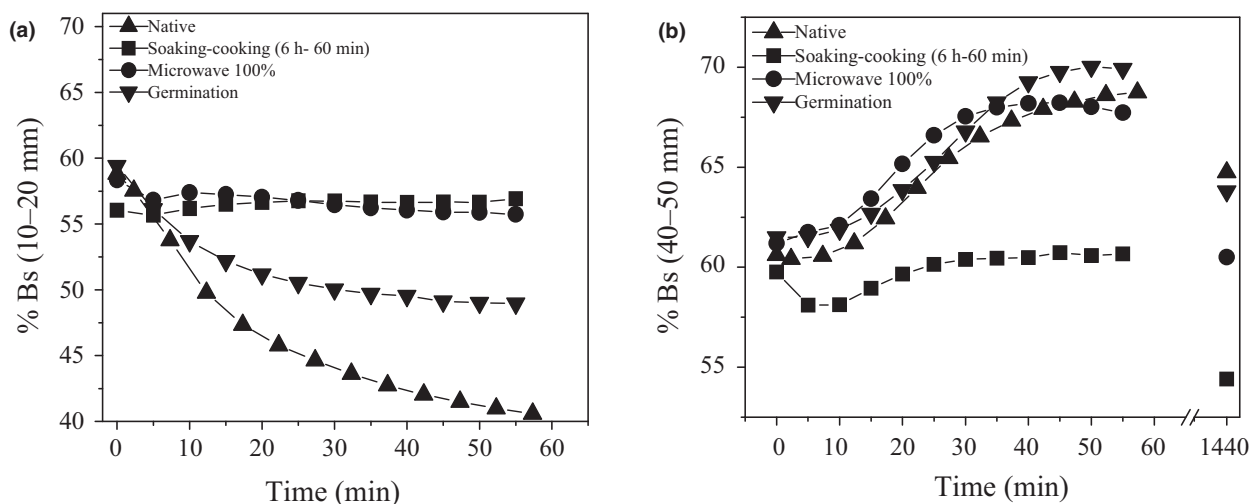 (a)
Native
Soaking-cooking (6 h- 60 min)
Microwave 100%
Germination
% Bs (10–20 mm)
70
65
60
55
50
45
40
0 10 20 30 40 50 60
Time (min)
(b)
Native
Soaking-cooking (6 h-60 min)
Microwave 100%
Germination
% Bs (40–50 mm)
70
65
60
55
0 10 20 30 40 50 60 1440
Time (min)